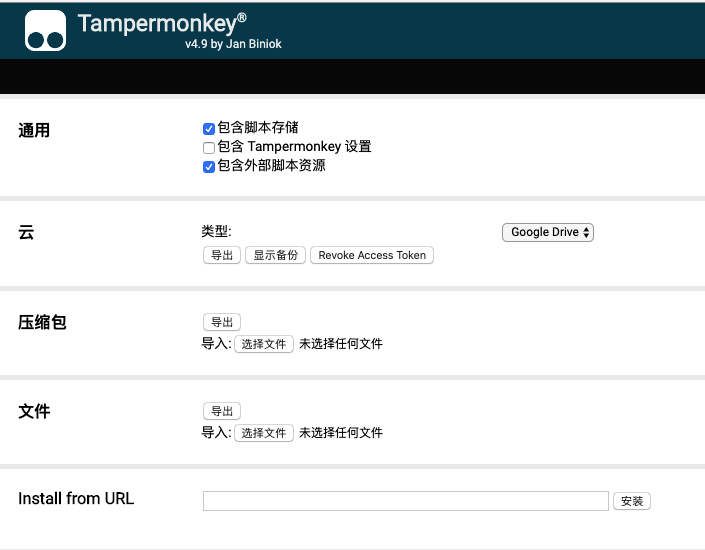 Tampermonkey®
v4.9 by Jan Biniok
通用
包含脚本存储
包含 Tampermonkey 设置
包含外部脚本资源
云
类型:
Google Drive
导出 显示备份 Revoke Access Token
压缩包
导出
导入: 选择文件 未选择任何文件
文件
导出
导入: 选择文件 未选择任何文件
Install from URL
安装